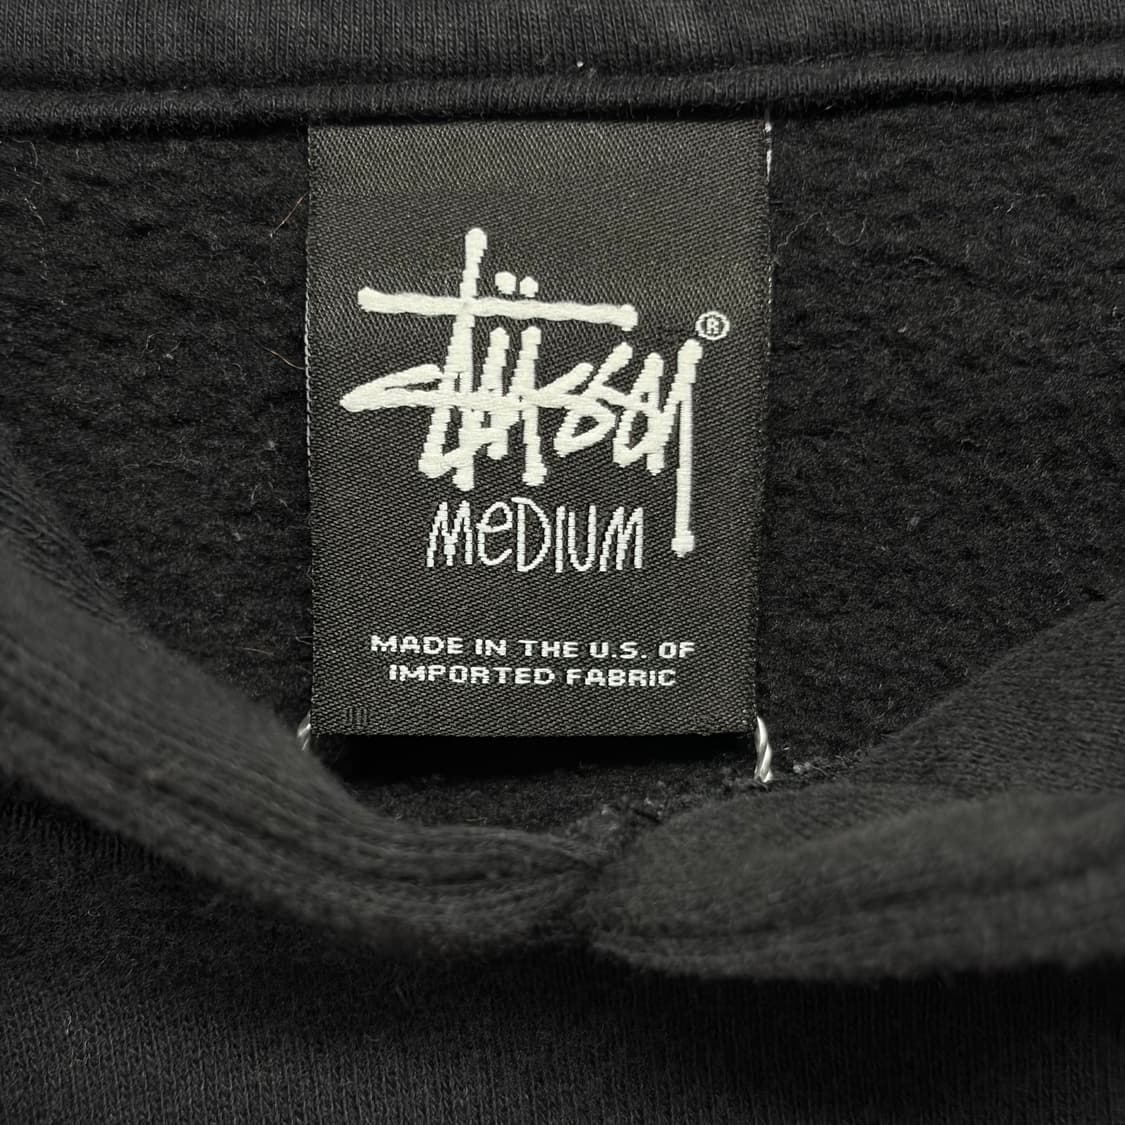 Stüssy®
MeDIUM
MADE IN THE U.S. OF
IMPORTED FABRIC